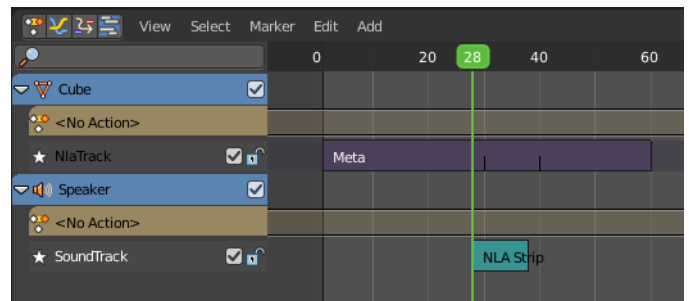 View Select Marker Edit Add
0 20 28 40 60
Cube
<No Action>
NlaTrack Meta
Speaker
<No Action>
SoundTrack NLA Strip